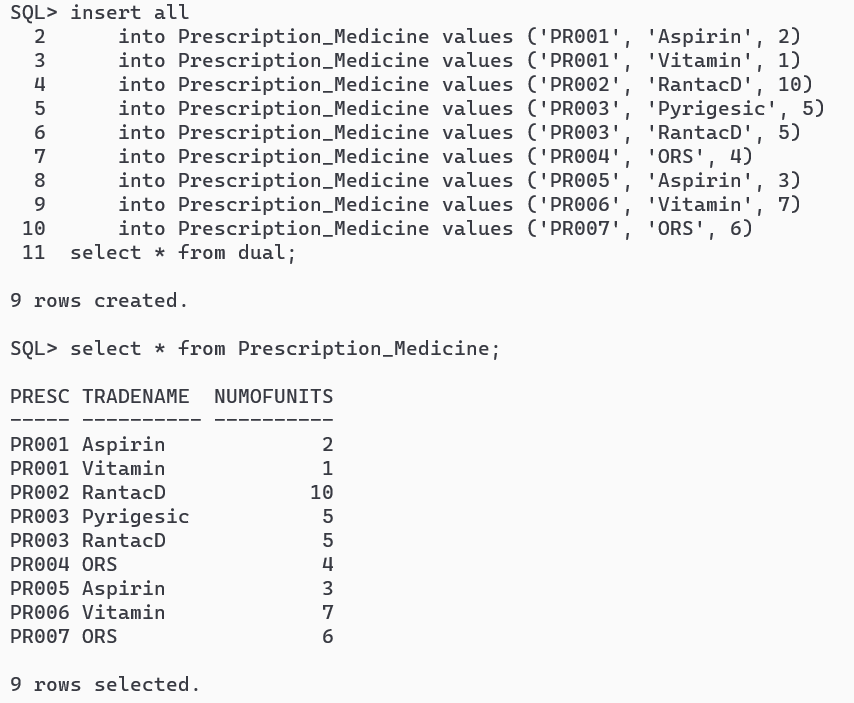 SQL> insert all
  2      into Prescription_Medicine values ('PR001', 'Aspirin', 2)
  3      into Prescription_Medicine values ('PR001', 'Vitamin', 1)
  4      into Prescription_Medicine values ('PR002', 'RantacD', 10)
  5      into Prescription_Medicine values ('PR003', 'Pyrigesic', 5)
  6      into Prescription_Medicine values ('PR003', 'RantacD', 5)
  7      into Prescription_Medicine values ('PR004', 'ORS', 4)
  8      into Prescription_Medicine values ('PR005', 'Aspirin', 3)
  9      into Prescription_Medicine values ('PR006', 'Vitamin', 7)
 10      into Prescription_Medicine values ('PR007', 'ORS', 6)
 11  select * from dual;
9 rows created.
SQL> select * from Prescription_Medicine;
PRESC TRADENAME  NUMOFUNITS
----- ---------- ----------
PR001 Aspirin             2
PR001 Vitamin             1
PR002 RantacD            10
PR003 Pyrigesic           5
PR003 RantacD             5
PR004 ORS                 4
PR005 Aspirin             3
PR006 Vitamin             7
PR007 ORS                 6
9 rows selected.